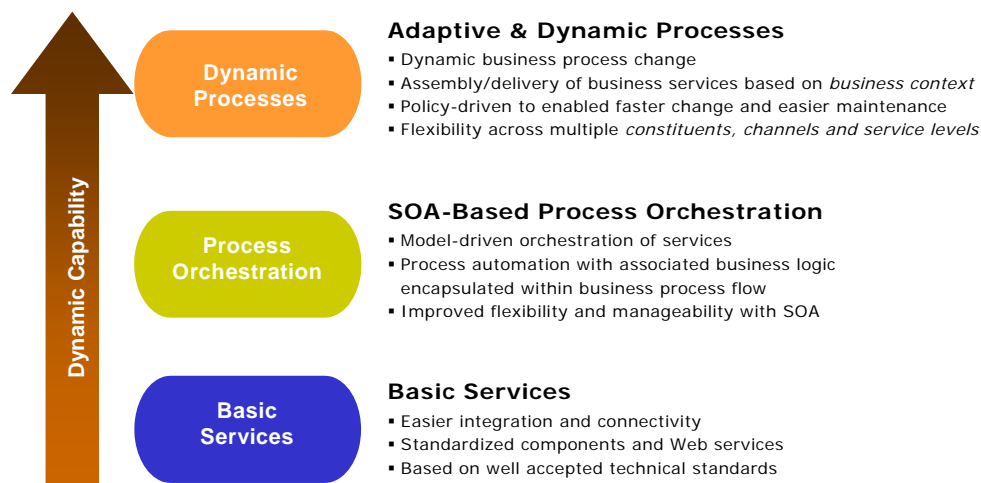 Dynamic Capability
Dynamic
Processes
Adaptive & Dynamic Processes
▪ Dynamic business process change
▪ Assembly/delivery of business services based on business context
▪ Policy-driven to enabled faster change and easier maintenance
▪ Flexibility across multiple constituents, channels and service levels
Process
Orchestration
SOA-Based Process Orchestration
▪ Model-driven orchestration of services
▪ Process automation with associated business logic
encapsulated within business process flow
▪ Improved flexibility and manageability with SOA
Basic
Services
Basic Services
▪ Easier integration and connectivity
▪ Standardized components and Web services
▪ Based on well accepted technical standards